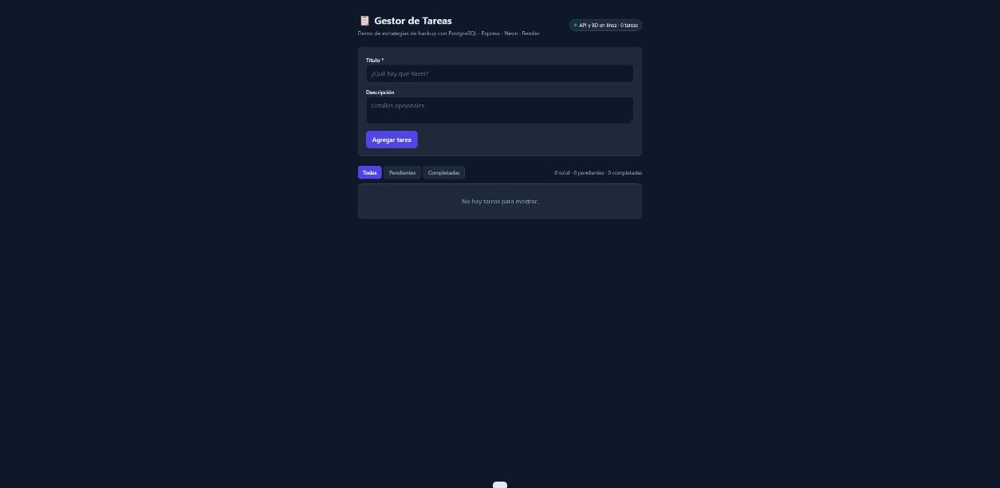 📋 Gestor de Tareas
Demo de estrategias de backup con PostgreSQL · Express · Neon · Render
API y BD en línea · 0 tareas
Título *
¿Qué hay que hacer?
Descripción
Detalles opcionales
Agregar tarea
Todas Pendientes Completadas 0 total · 0 pendientes · 0 completadas
No hay tareas para mostrar.